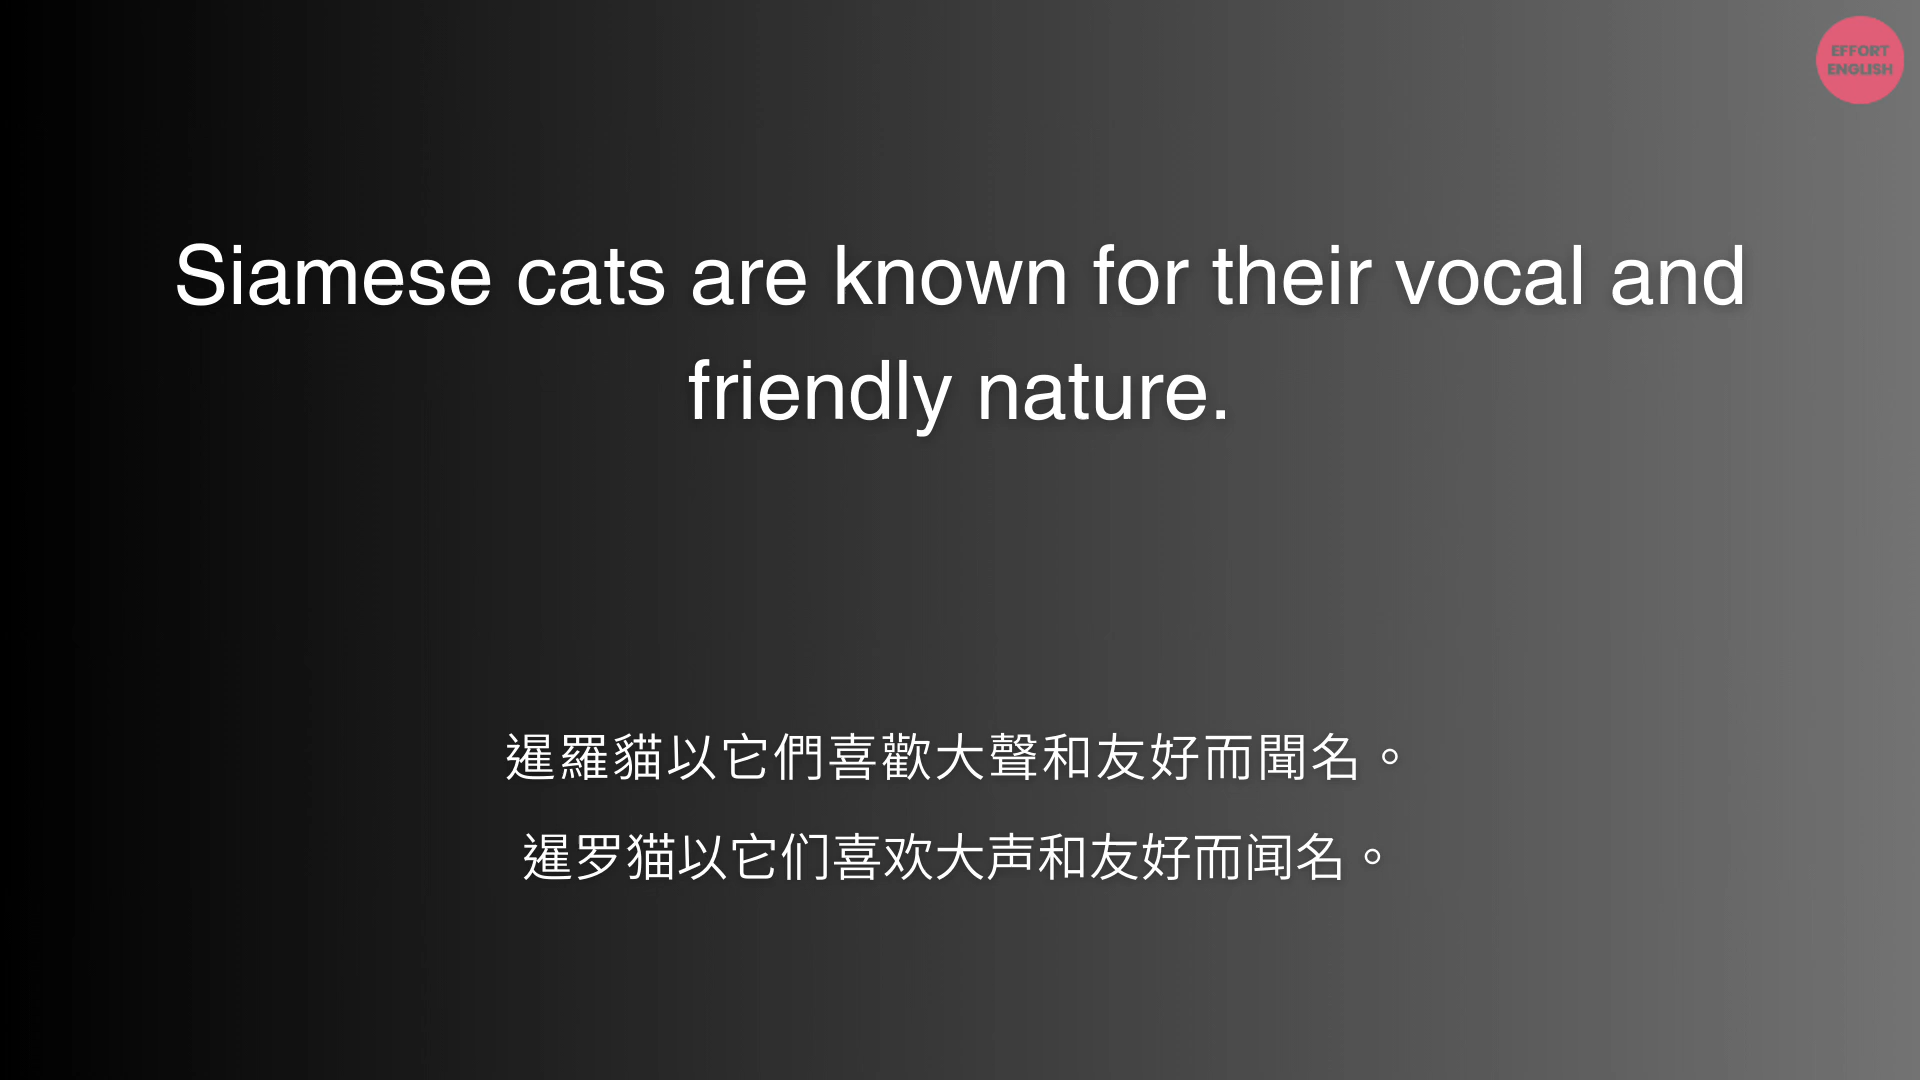 EFFORT
ENGLISH
Siamese cats are known for their vocal and
friendly nature.
暹羅貓以它們喜歡大聲和友好而聞名。
暹罗猫以它们喜欢大声和友好而闻名。